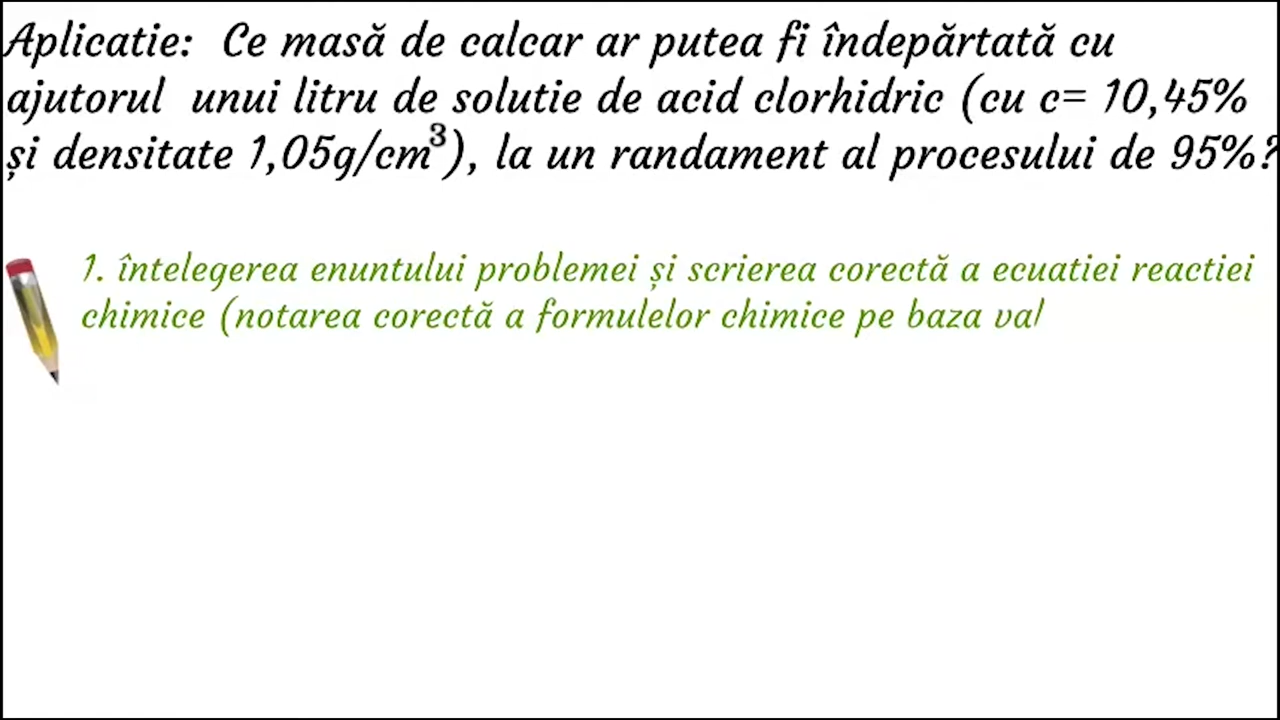 Aplicatie: Ce masă de calcar ar putea fi îndepărtată cu
ajutorul unui litru de solutie de acid clorhidric (cu c= 10,45%
și densitate 1,05g/cm³), la un randament al procesului de 95%?
1. întelegerea enuntului problemei și scrierea corectă a ecuatiei reactiei
chimice (notarea corectă a formulelor chimice pe baza val